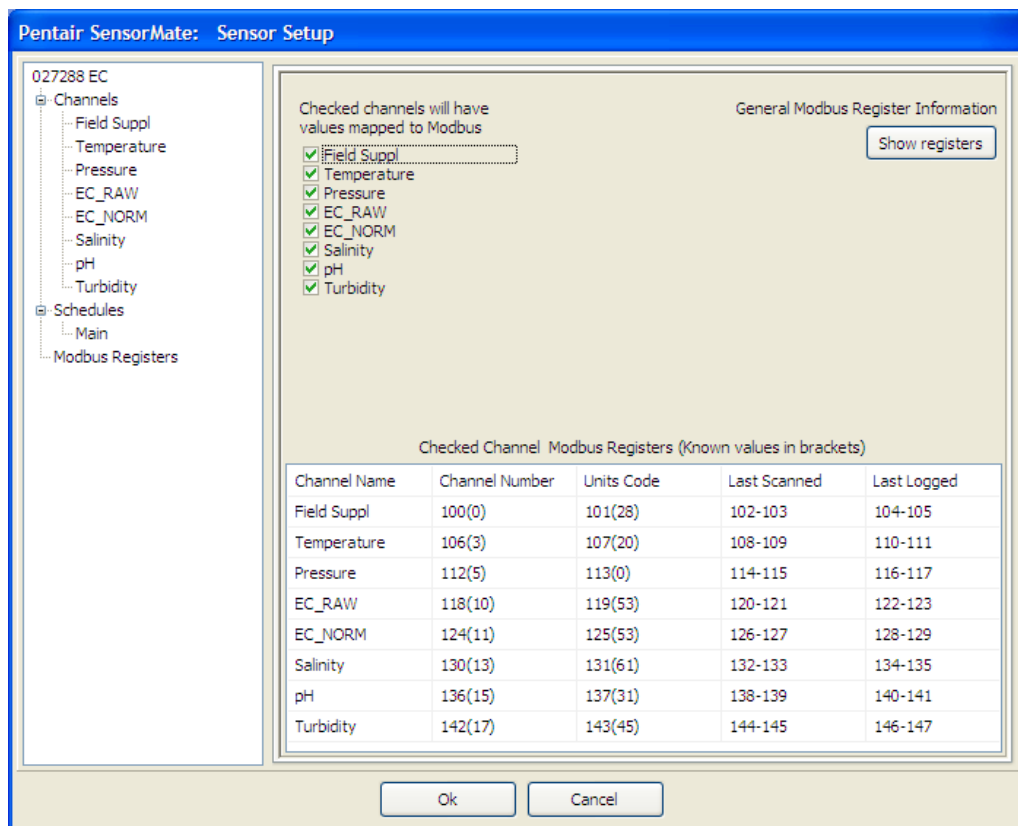 Pentair SensorMate: Sensor Setup
027288 EC
Channels
Field Suppl
Temperature
Pressure
EC_RAW
EC_NORM
Salinity
pH
Turbidity
Schedules
Main
Modbus Registers
Checked channels will have
values mapped to Modbus
Field Suppl
Temperature
Pressure
EC_RAW
EC_NORM
Salinity
pH
Turbidity
General Modbus Register Information
Show registers
Checked Channel Modbus Registers (Known values in brackets)
Channel Name Channel Number Units Code Last Scanned Last Logged
Field Suppl 100(0) 101(28) 102-103 104-105
Temperature 106(3) 107(20) 108-109 110-111
Pressure 112(5) 113(0) 114-115 116-117
EC_RAW 118(10) 119(53) 120-121 122-123
EC_NORM 124(11) 125(53) 126-127 128-129
Salinity 130(13) 131(61) 132-133 134-135
pH 136(15) 137(31) 138-139 140-141
Turbidity 142(17) 143(45) 144-145 146-147
Ok Cancel